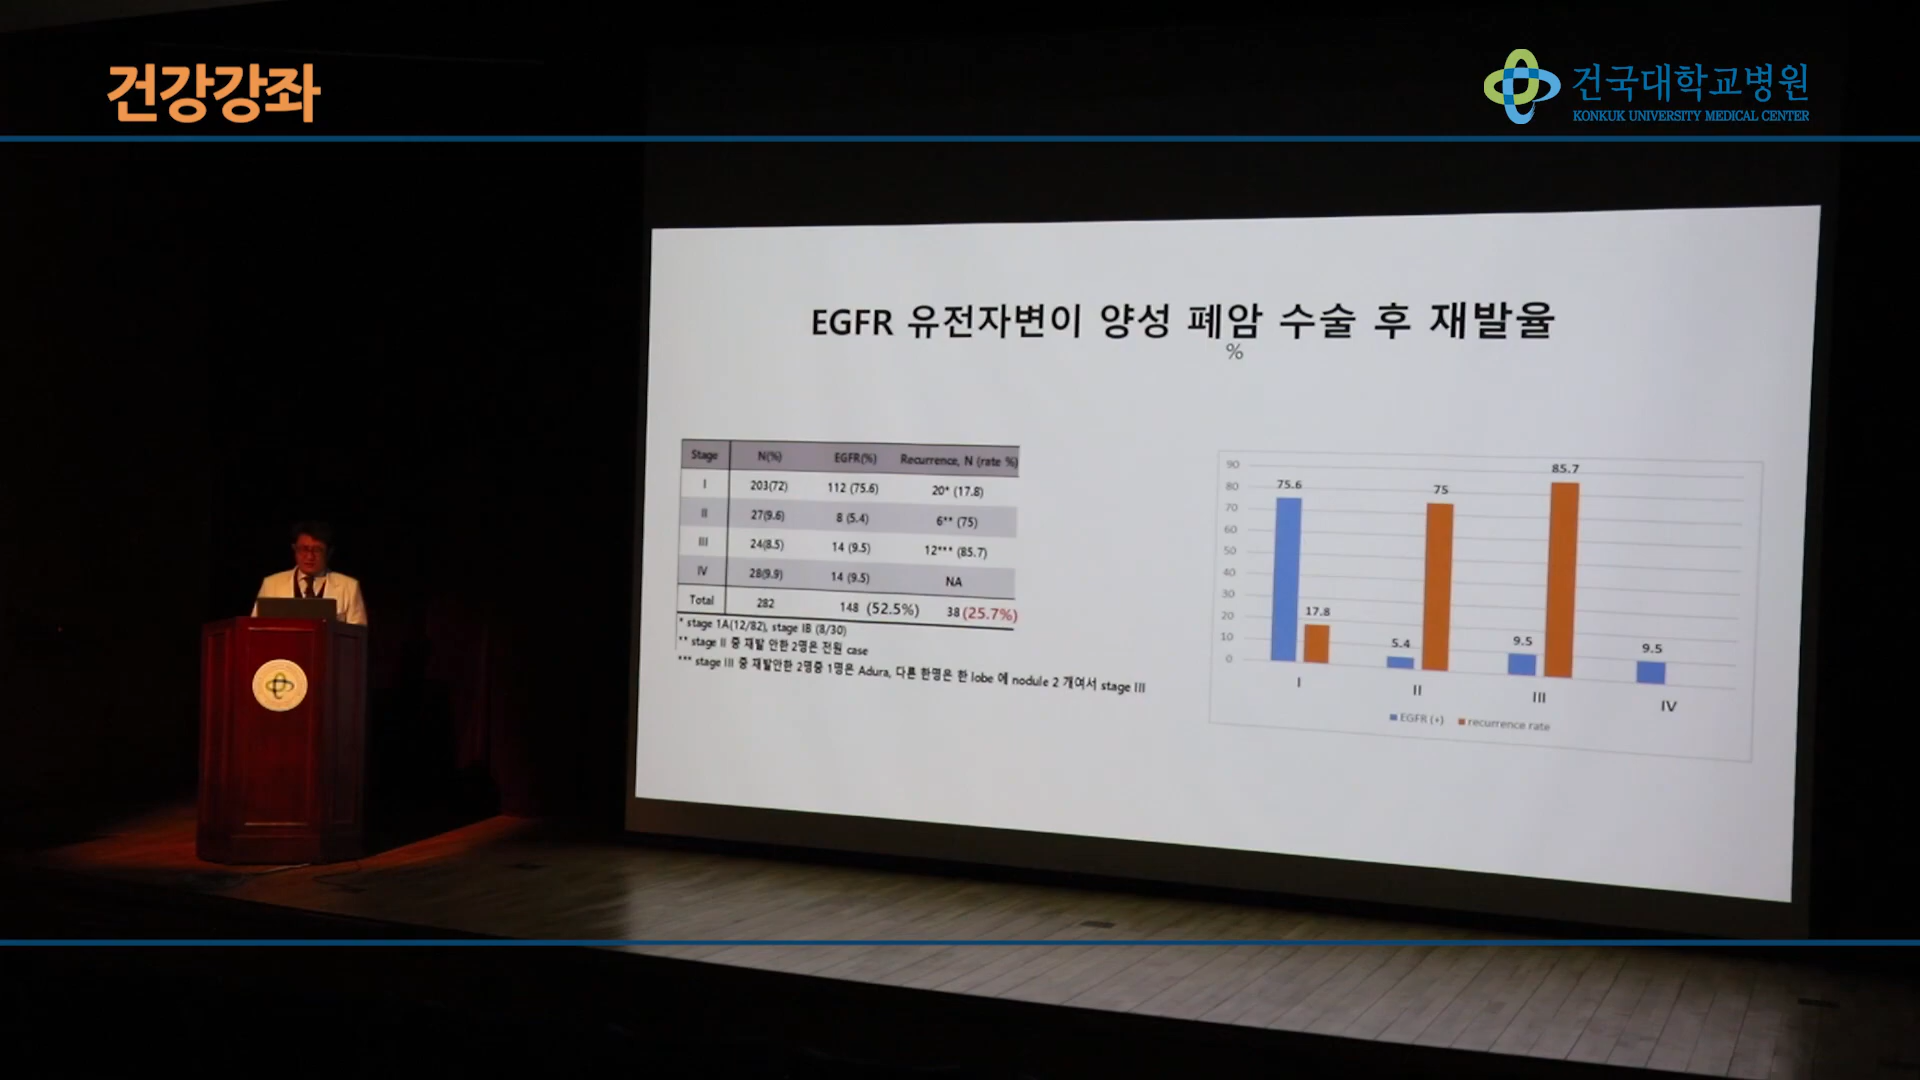 건강강좌
건국대학교병원
KONKUK UNIVERSITY MEDICAL CENTER
EGFR 유전자변이 양성 폐암 수술 후 재발율
%
Stage N(%) EGFR(%) Recurrence, N (rate %)
I 203(72) 112 (75.6) 20* (17.8)
II 27(9.6) 8 (5.4) 6** (75)
III 24(8.5) 14 (9.5) 12*** (85.7)
IV 28(9.9) 14 (9.5) NA
Total 282 148 (52.5%) 38 (25.7%)
* stage 1A(12/82), stage IB (8/30)
** stage II 중 재발 안한 2명은 전원 case
*** stage III 중 재발안한 2명중 1명은 Adura, 다른 한명은 한 lobe 에 nodule 2 개여서 stage III
90
80
70
60
50
40
30
20
10
0
75.6
17.8
5.4
75
9.5
85.7
9.5
I II III IV
EGFR (+) recurrence rate